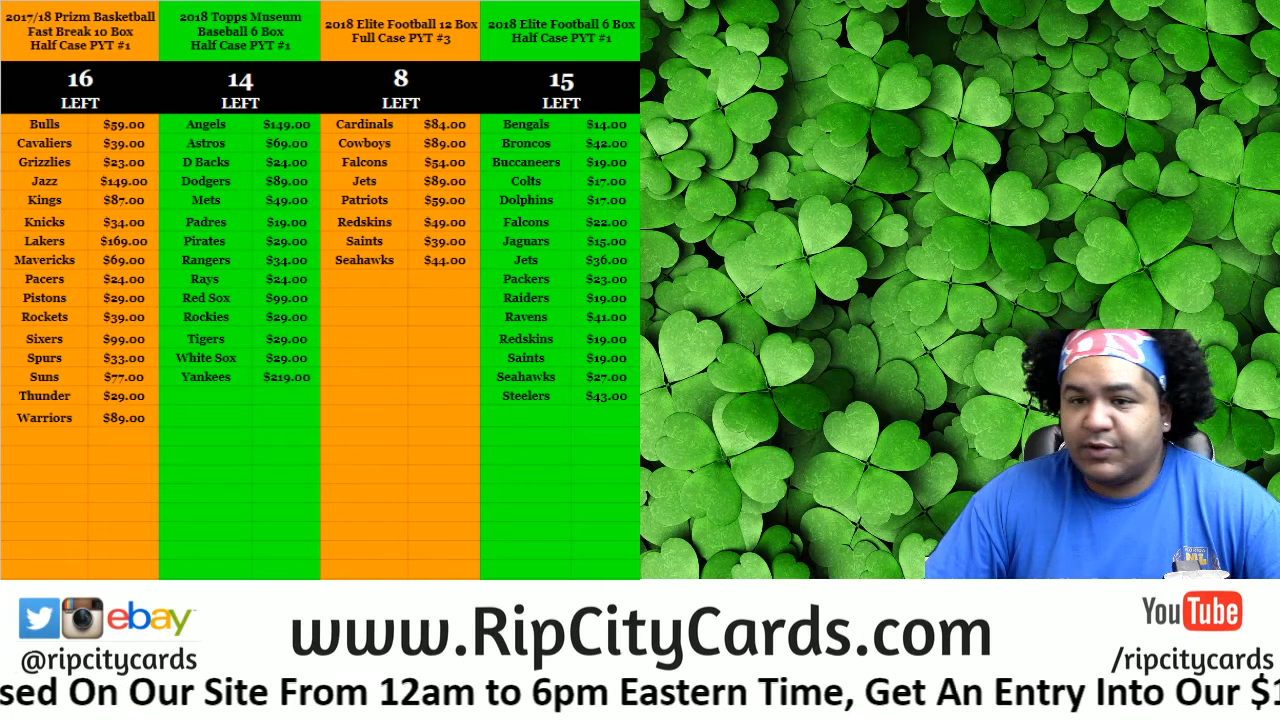 2017/18 Prizm Basketball
Fast Break 10 Box
Half Case PYT #1
16
LEFT
Bulls $59.00
Cavaliers $39.00
Grizzlies $23.00
Jazz $149.00
Kings $87.00
Knicks $34.00
Lakers $169.00
Mavericks $69.00
Pacers $24.00
Pistons $29.00
Rockets $39.00
Sixers $99.00
Spurs $33.00
Suns $77.00
Thunder $29.00
Warriors $89.00
2018 Topps Museum
Baseball 6 Box
Half Case PYT #1
14
LEFT
Angels $149.00
Astros $69.00
D Backs $24.00
Dodgers $89.00
Mets $49.00
Padres $19.00
Pirates $29.00
Rangers $34.00
Rays $24.00
Red Sox $99.00
Rockies $29.00
Tigers $29.00
White Sox $29.00
Yankees $219.00
2018 Elite Football 12 Box
Full Case PYT #3
8
LEFT
Cardinals $84.00
Cowboys $89.00
Falcons $54.00
Jets $89.00
Patriots $59.00
Redskins $49.00
Saints $39.00
Seahawks $44.00
2018 Elite Football 6 Box
Half Case PYT #1
15
LEFT
Bengals $14.00
Broncos $42.00
Buccaneers $19.00
Colts $17.00
Dolphins $17.00
Falcons $22.00
Jaguars $15.00
Jets $36.00
Packers $23.00
Raiders $19.00
Ravens $41.00
Redskins $19.00
Saints $19.00
Seahawks $27.00
Steelers $43.00
ebay
@ripcitycards
www.RipCityCards.com
YouTube
/ripcitycards
sed On Our Site From 12am to 6pm Eastern Time, Get An Entry Into Our $1